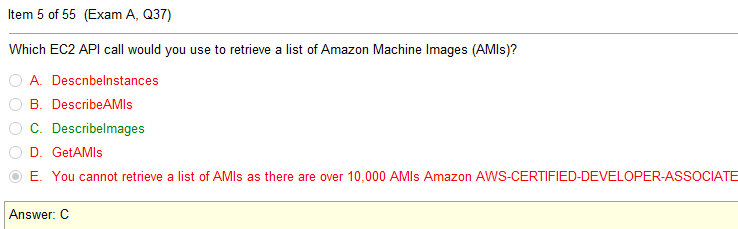 Item 5 of 55 (Exam A, Q37)
Which EC2 API call would you use to retrieve a list of Amazon Machine Images (AMIs)?
A. DescnbeInstances
B. DescribeAMIs
C. DescribeImages
D. GetAMIs
E. You cannot retrieve a list of AMIs as there are over 10,000 AMIs Amazon AWS-CERTIFIED-DEVELOPER-ASSOCIATE
Answer: C